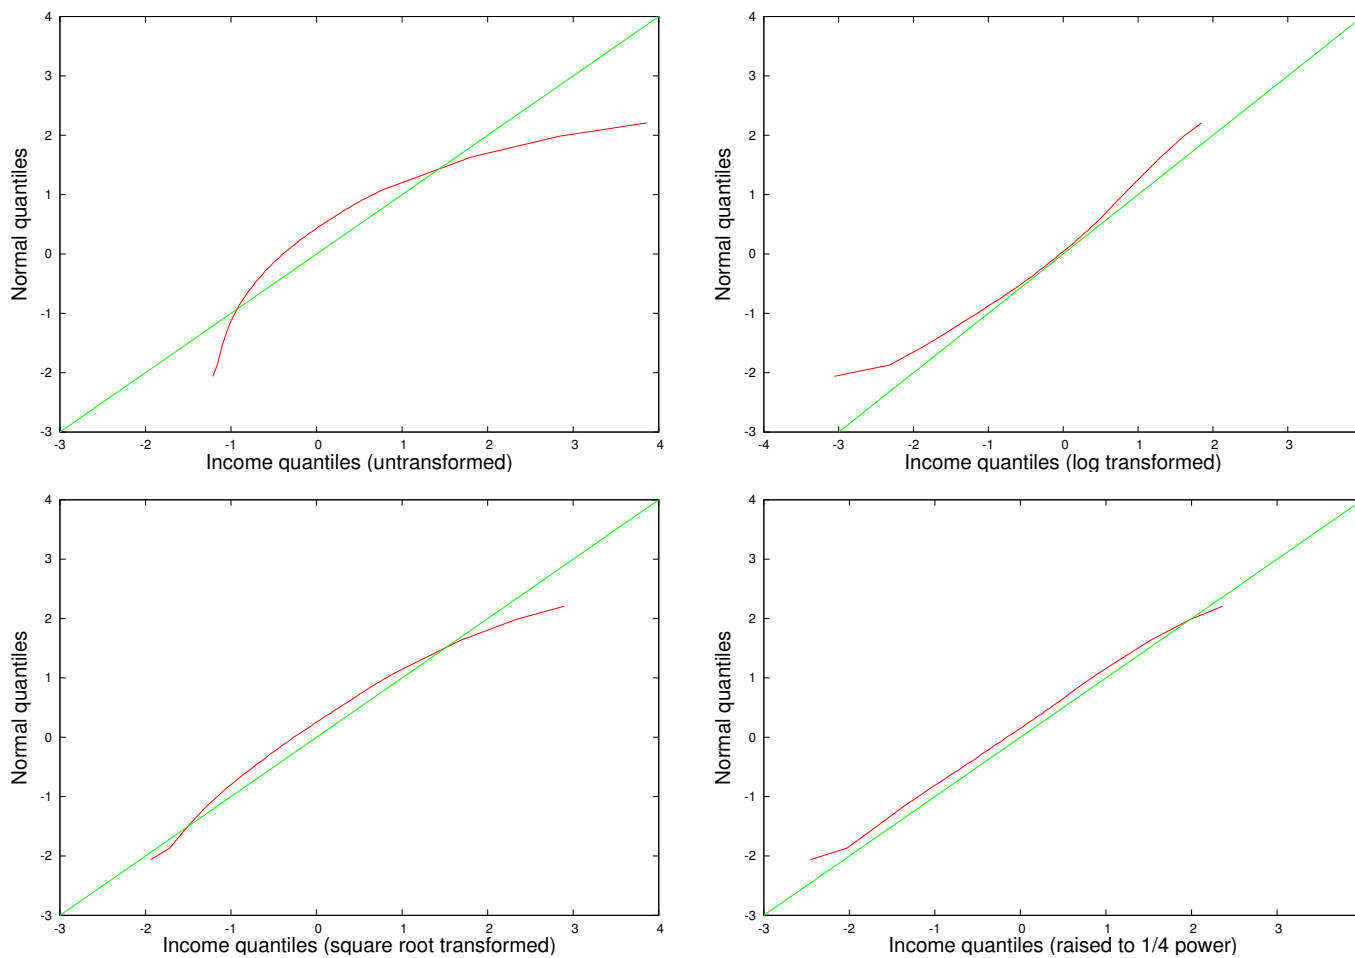 4
3
2
1
0
-1
-2
-3
-3 -2 -1 0 1 2 3 4
Normal quantiles
Income quantiles (untransformed)
4
3
2
1
0
-1
-2
-3
-4 -3 -2 -1 0 1 2 3
Normal quantiles
Income quantiles (log transformed)
4
3
2
1
0
-1
-2
-3
-3 -2 -1 0 1 2 3 4
Normal quantiles
Income quantiles (square root transformed)
4
3
2
1
0
-1
-2
-3
-3 -2 -1 0 1 2 3
Normal quantiles
Income quantiles (raised to 1/4 power)